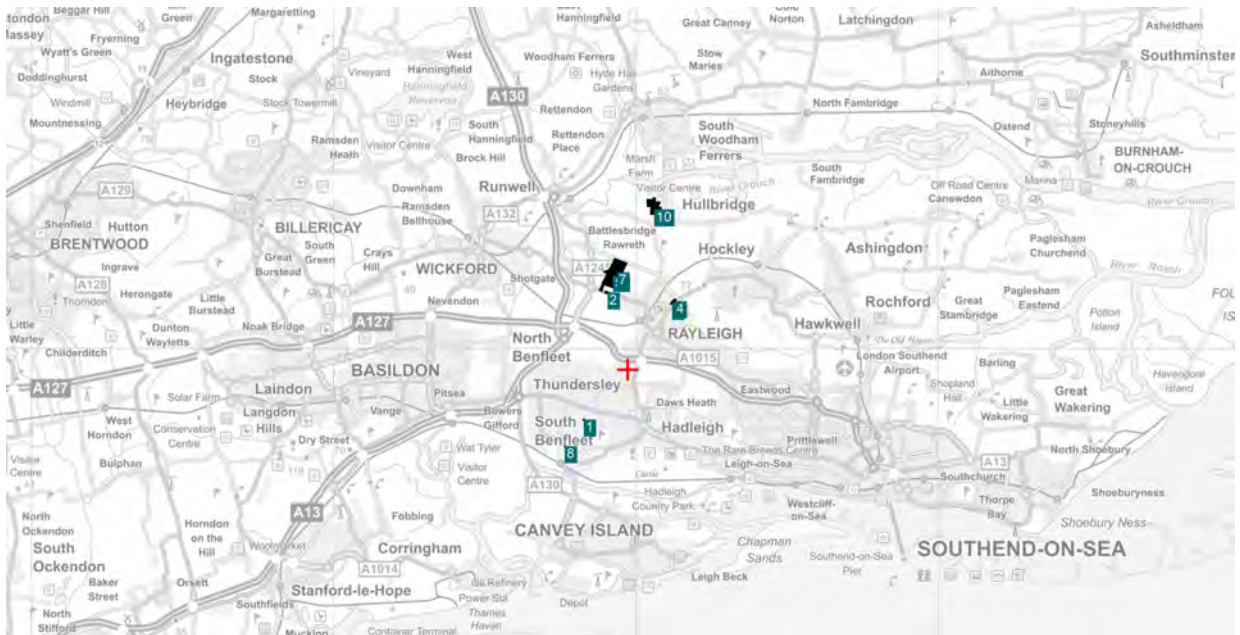 Beggar Hill
Fryerning
Wyatt's Green
Doddinghurst
Windmill
Mountnessing
Margaretting
Ingatestone
Stock
Heybridge
Stock Towermill
Vineyard
West
Hanningfield
Hanningfield
Reservoir
Ramsden
Heath
Visitor Centre
South
Hanningfield
Brock Hill
A130
Woodham Ferrers
Hyde Hall
Gardens
Rettendon
Rettendon
Place
Great Canney
Stow
Maries
Cold
Norton
Latchingdon
Asheldham
Southminster
Althorne
North Fambridge
Ostend
Stoneyhills
BURNHAM-
ON-CROUCH
South
Woodham
Ferrers
Marsh
Farm
Visitor Centre
River Crouch
South
Fambridge
Off Road Centre
Canewdon
Marina
River Crouch
A129
Shenfield
Hutton
BRENTWOOD
Ingrave
A128
Thorndon
Herongate
Little
Warley
Childerditch
BILLERICAY
South
Green
Great
Burstead
Little
Burstead
Crays
Hill
Downham
Ramsden
Bellhouse
Runwell
A132
WICKFORD
Shotgate
Nevendon
Noak Bridge
Dunton
Wayletts
A127
A127
Hullbridge
10
Battlesbridge
Raweth
7
2
4
Hockley
Ashingdon
Rochford
RAYLEIGH
Hawkwell
Paglesham
Churchend
River Roach
Paglesham
Eastend
Great
Stambridge
Potton
Island
Havengore
Island
North
Benfleet
A1015
London Southend
Airport
Barling
Shopland
Hall
Little
Wakering
Great
Wakering
Eastwood
BASILDON
Laindon
Pitsea
Vange
Langdon
Hills
Solar Farm
West
Horndon
Conservation
Centre
Dry Street
Bulphan
Visitor
Centre
Bowers
Gifford
Thundersley
Daws Heath
Hadleigh
South
Benfleet
1
8
Wat Tyler
Visitor
Centre
A130
The Rare Breeds Centre
Leigh-on-Sea
Prittlewell
A13
Southchurch
North Shoebury
Shoeburyness
Thorpe
Bay
Westcliff-
on-Sea
Castle
Hadleigh
Country Park
CANVEY ISLAND
Chapman
Sands
Southend-on-Sea
Pier
SOUTHEND-ON-SEA
Shoebury Ness
Leigh Beck
A13
North
Ockendon
South
Ockendon
Horndon
on the
Hill
Fobbing
Corringham
A1014
Stanford-le-Hope
Oil Refinery
Power Sta
Thames
Haven
Depot
Container Terminal
Baker
Street
Orsett
Southfields
North
Stifford
Mucking